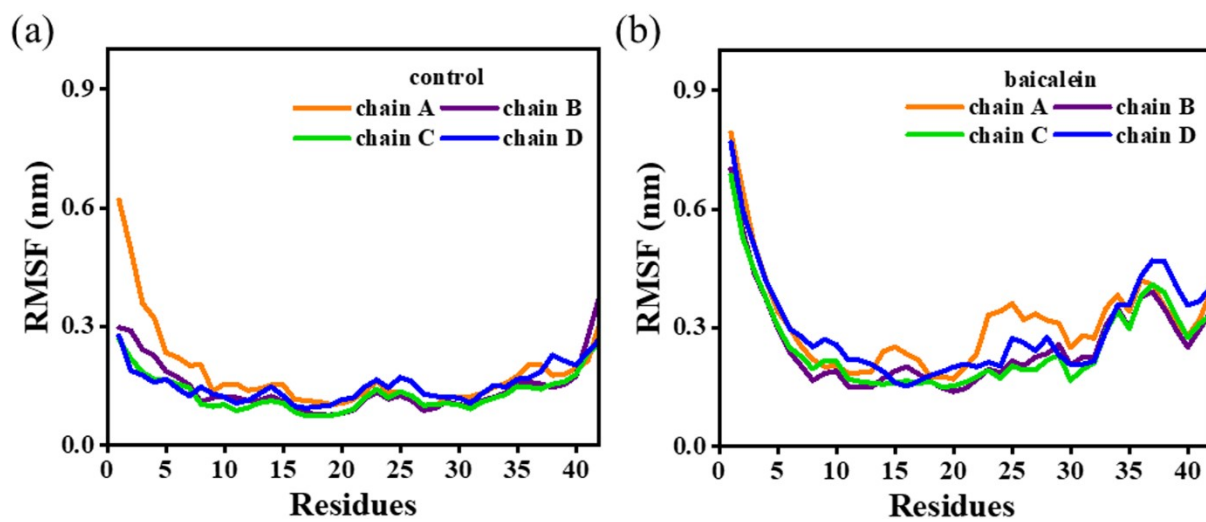 (a)
control
chain A chain B
chain C chain D
0.9
0.6
0.3
0.0
RMSF (nm)
0 5 10 15 20 25 30 35 40
Residues
(b)
baicalein
chain A chain B
chain C chain D
0.9
0.6
0.3
0.0
RMSF (nm)
0 5 10 15 20 25 30 35 40
Residues